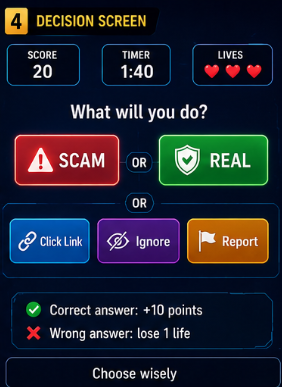 4 DECISION SCREEN
SCORE TIMER LIVES
20 1:40
What will you do?
SCAM OR REAL
OR
Click Link Ignore Report
Correct answer: +10 points
Wrong answer: lose 1 life
Choose wisely